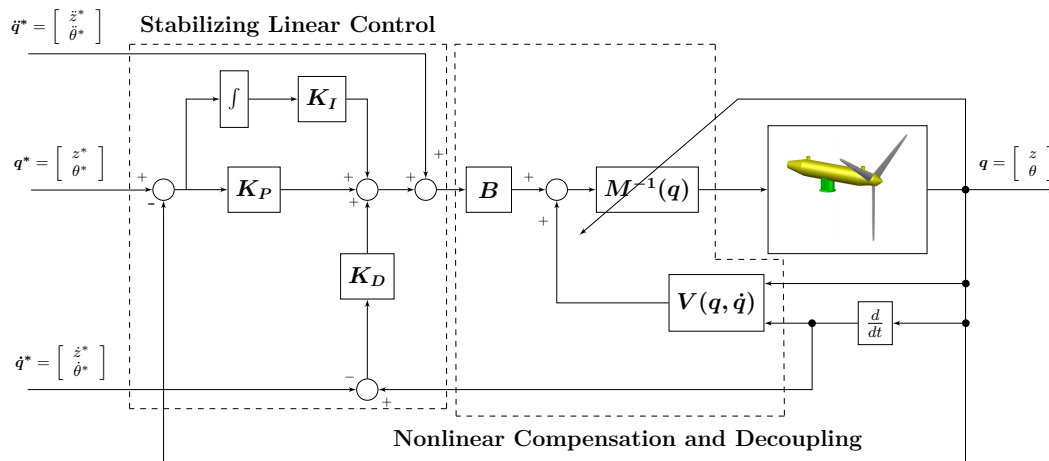 Stabilizing Linear Control
q̈* = [ z̈* θ̈* ]
∫
K_I
+
q* = [ z* θ* ]
+
-
K_P
+
+
+
+
B
+
+
M⁻¹(q)
q = [ z θ ]
K_D
V(q, q̇)
d/dt
q̇* = [ ż* θ̇* ]
−
+
Nonlinear Compensation and Decoupling